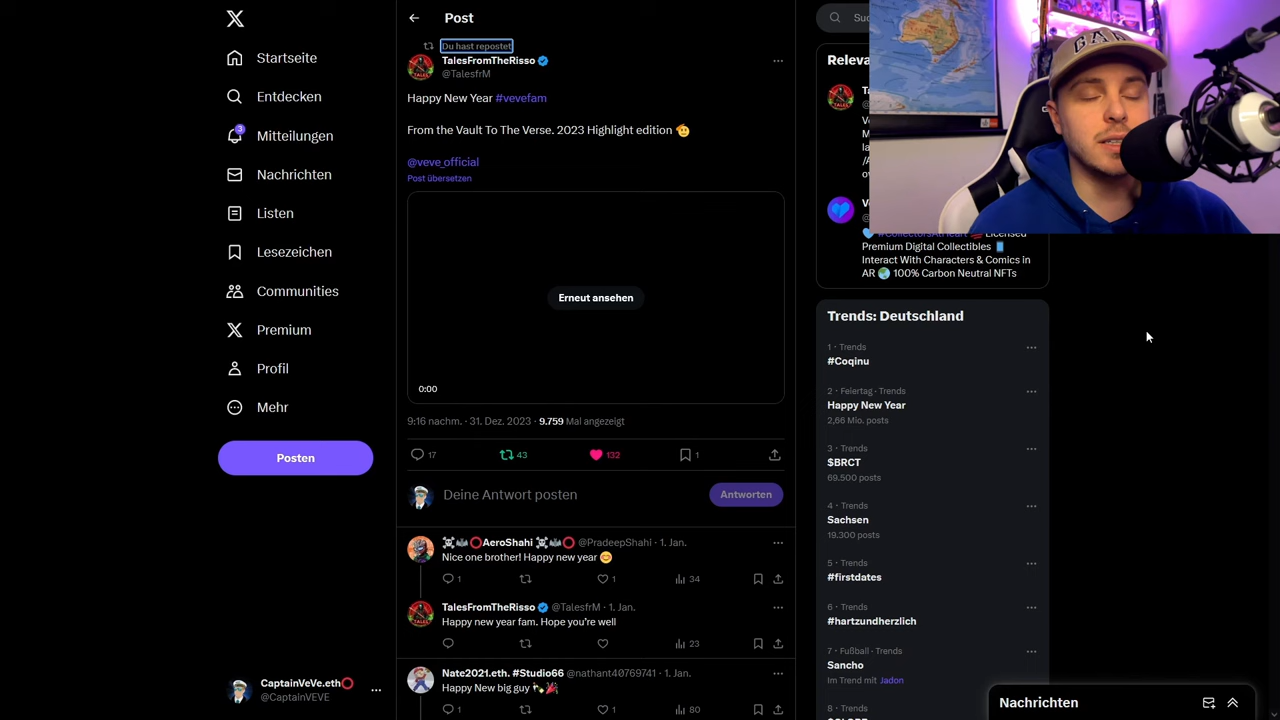 Startseite
Entdecken
3
Mitteilungen
Nachrichten
Listen
Lesezeichen
Communities
Premium
Profil
Mehr
Posten
CaptainVeVe.eth⭕
@CaptainVEVE
Post
Du hast repostet
TalesFromTheRisso
@TalesfrM
Happy New Year #vevefam
From the Vault To The Verse. 2023 Highlight edition
@veve_official
Post übersetzen
Erneut ansehen
0:00
9:16 nachm. · 31. Dez. 2023 · 9.759 Mal angezeigt
17
43
132
1
Deine Antwort posten
Antworten
AeroShahi @PradeepShahi · 1. Jan.
Nice one brother! Happy new year 😊
1
1
34
TalesFromTheRisso @TalesfrM · 1. Jan.
Happy new year fam. Hope you're well
23
Nate2021.eth. #Studio66 @nathant40769741 · 1. Jan.
Happy New big guy 🍾🎉
1
1
80
Suc
Releva
#CollectorsAtHeart Licensed
Premium Digital Collectibles
Interact With Characters & Comics in
AR 🌏 100% Carbon Neutral NFTs
Trends: Deutschland
1 · Trends
#Coqinu
2 · Feiertag · Trends
Happy New Year
2,66 Mio. posts
3 · Trends
$BRCT
69.500 posts
4 · Trends
Sachsen
19.300 posts
5 · Trends
#firstdates
6 · Trends
#hartzundherzlich
7 · Fußball · Trends
Sancho
Im Trend mit Jadon
8 · Trends
Nachrichten